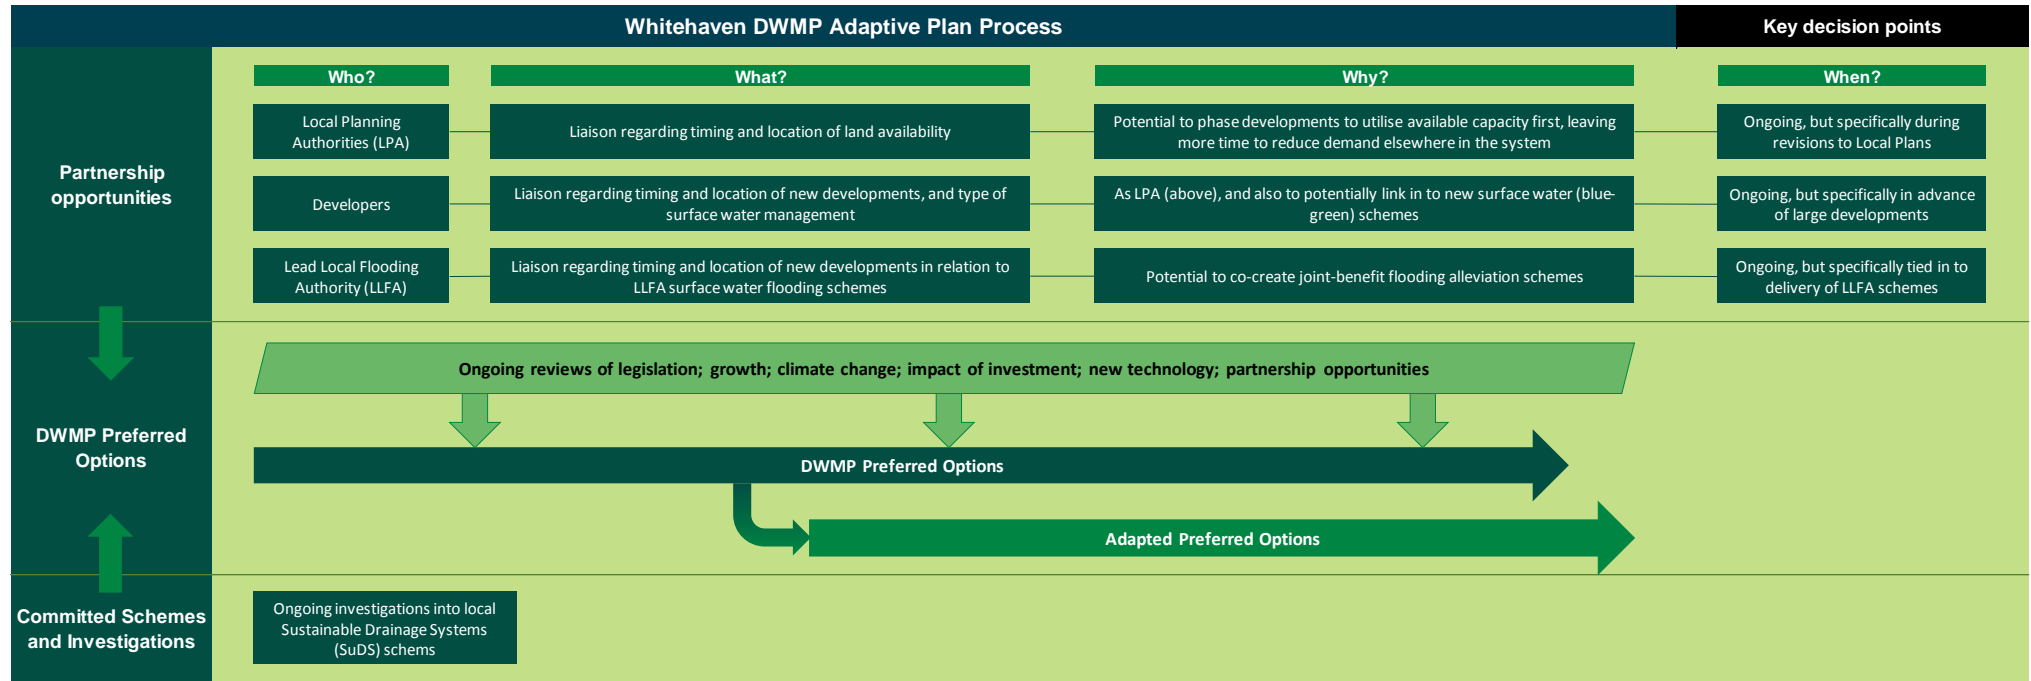 Whitehaven DWMP Adaptive Plan Process
Key decision points
Who?
What?
Why?
When?
Partnership
opportunities
Local Planning
Authorities (LPA)
Liaison regarding timing and location of land availability
Potential to phase developments to utilise available capacity first, leaving
more time to reduce demand elsewhere in the system
Ongoing, but specifically during
revisions to Local Plans
Developers
Liaison regarding timing and location of new developments, and type of
surface water management
As LPA (above), and also to potentially link in to new surface water (blue-
green) schemes
Ongoing, but specifically in advance
of large developments
Lead Local Flooding
Authority (LLFA)
Liaison regarding timing and location of new developments in relation to
LLFA surface water flooding schemes
Potential to co-create joint-benefit flooding alleviation schemes
Ongoing, but specifically tied in to
delivery of LLFA schemes
DWMP Preferred
Options
Ongoing reviews of legislation; growth; climate change; impact of investment; new technology; partnership opportunities
DWMP Preferred Options
Adapted Preferred Options
Committed Schemes
and Investigations
Ongoing investigations into local
Sustainable Drainage Systems
(SuDS) schems